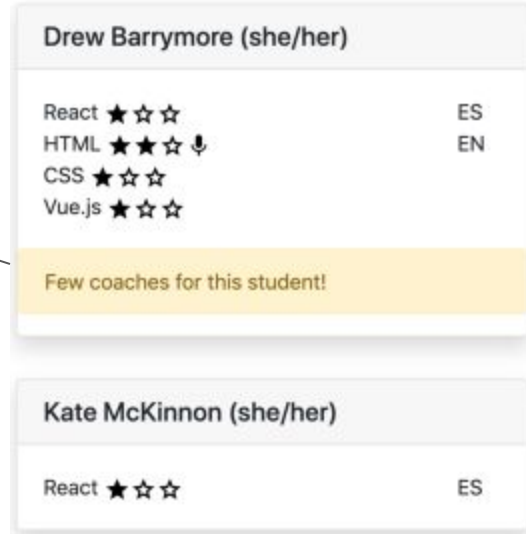 Drew Barrymore (she/her)
React ★☆☆ ES
HTML ★★☆ EN
CSS ★☆☆
Vue.js ★☆☆
Few coaches for this student!
Kate McKinnon (she/her)
React ★☆☆ ES